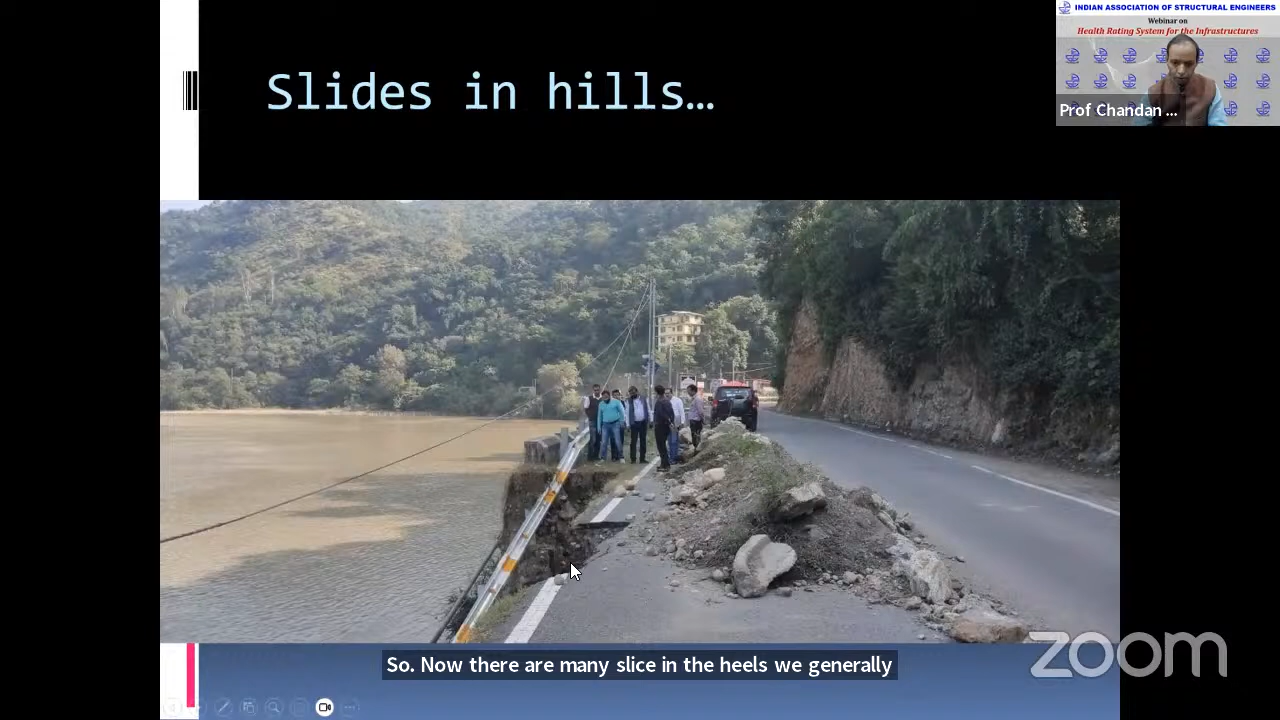 INDIAN ASSOCIATION OF STRUCTURAL ENGINEERS
Webinar on
Health Rating System for the Infrastructures
Prof Chandan ...
Slides in hills…
So. Now there are many slice in the heels we generally
zoom